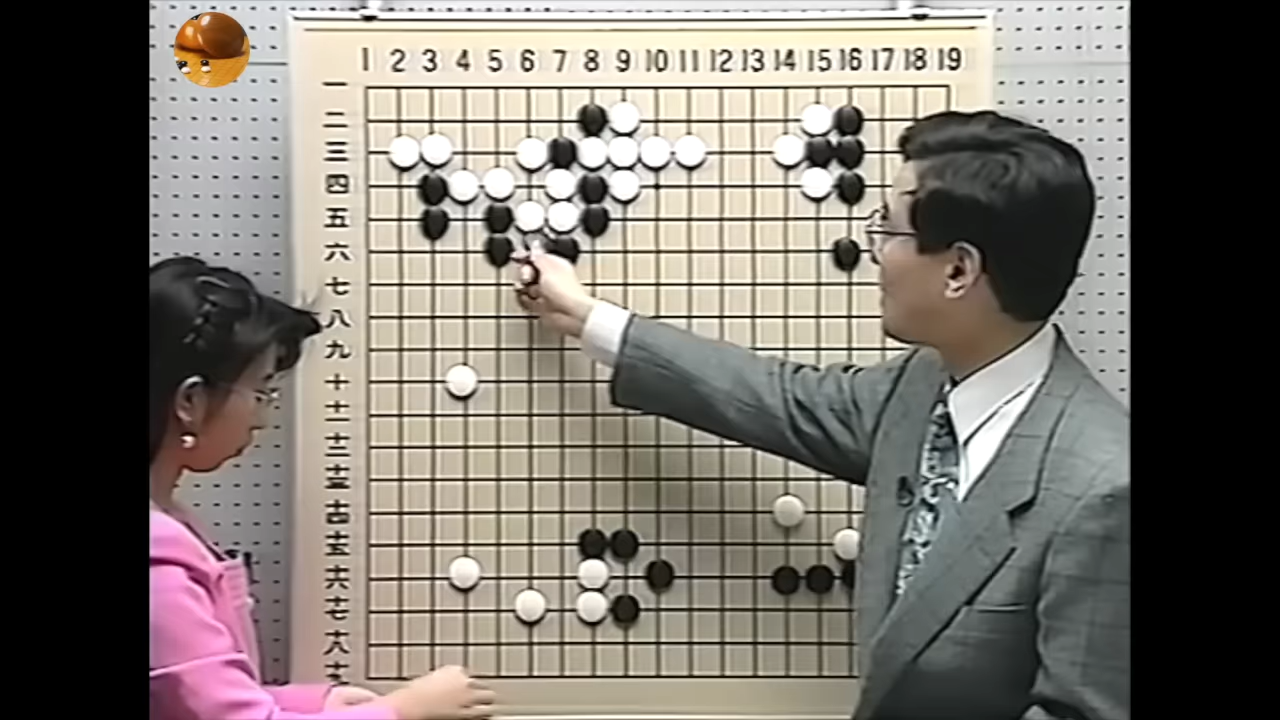 1 2 3 4 5 6 7 8 9 10 11 12 13 14 15 16 17 18 19
一
二
三
四
五
六
七
八
九
十
十一
十二
十三
十四
十五
十六
十七
十八
十九